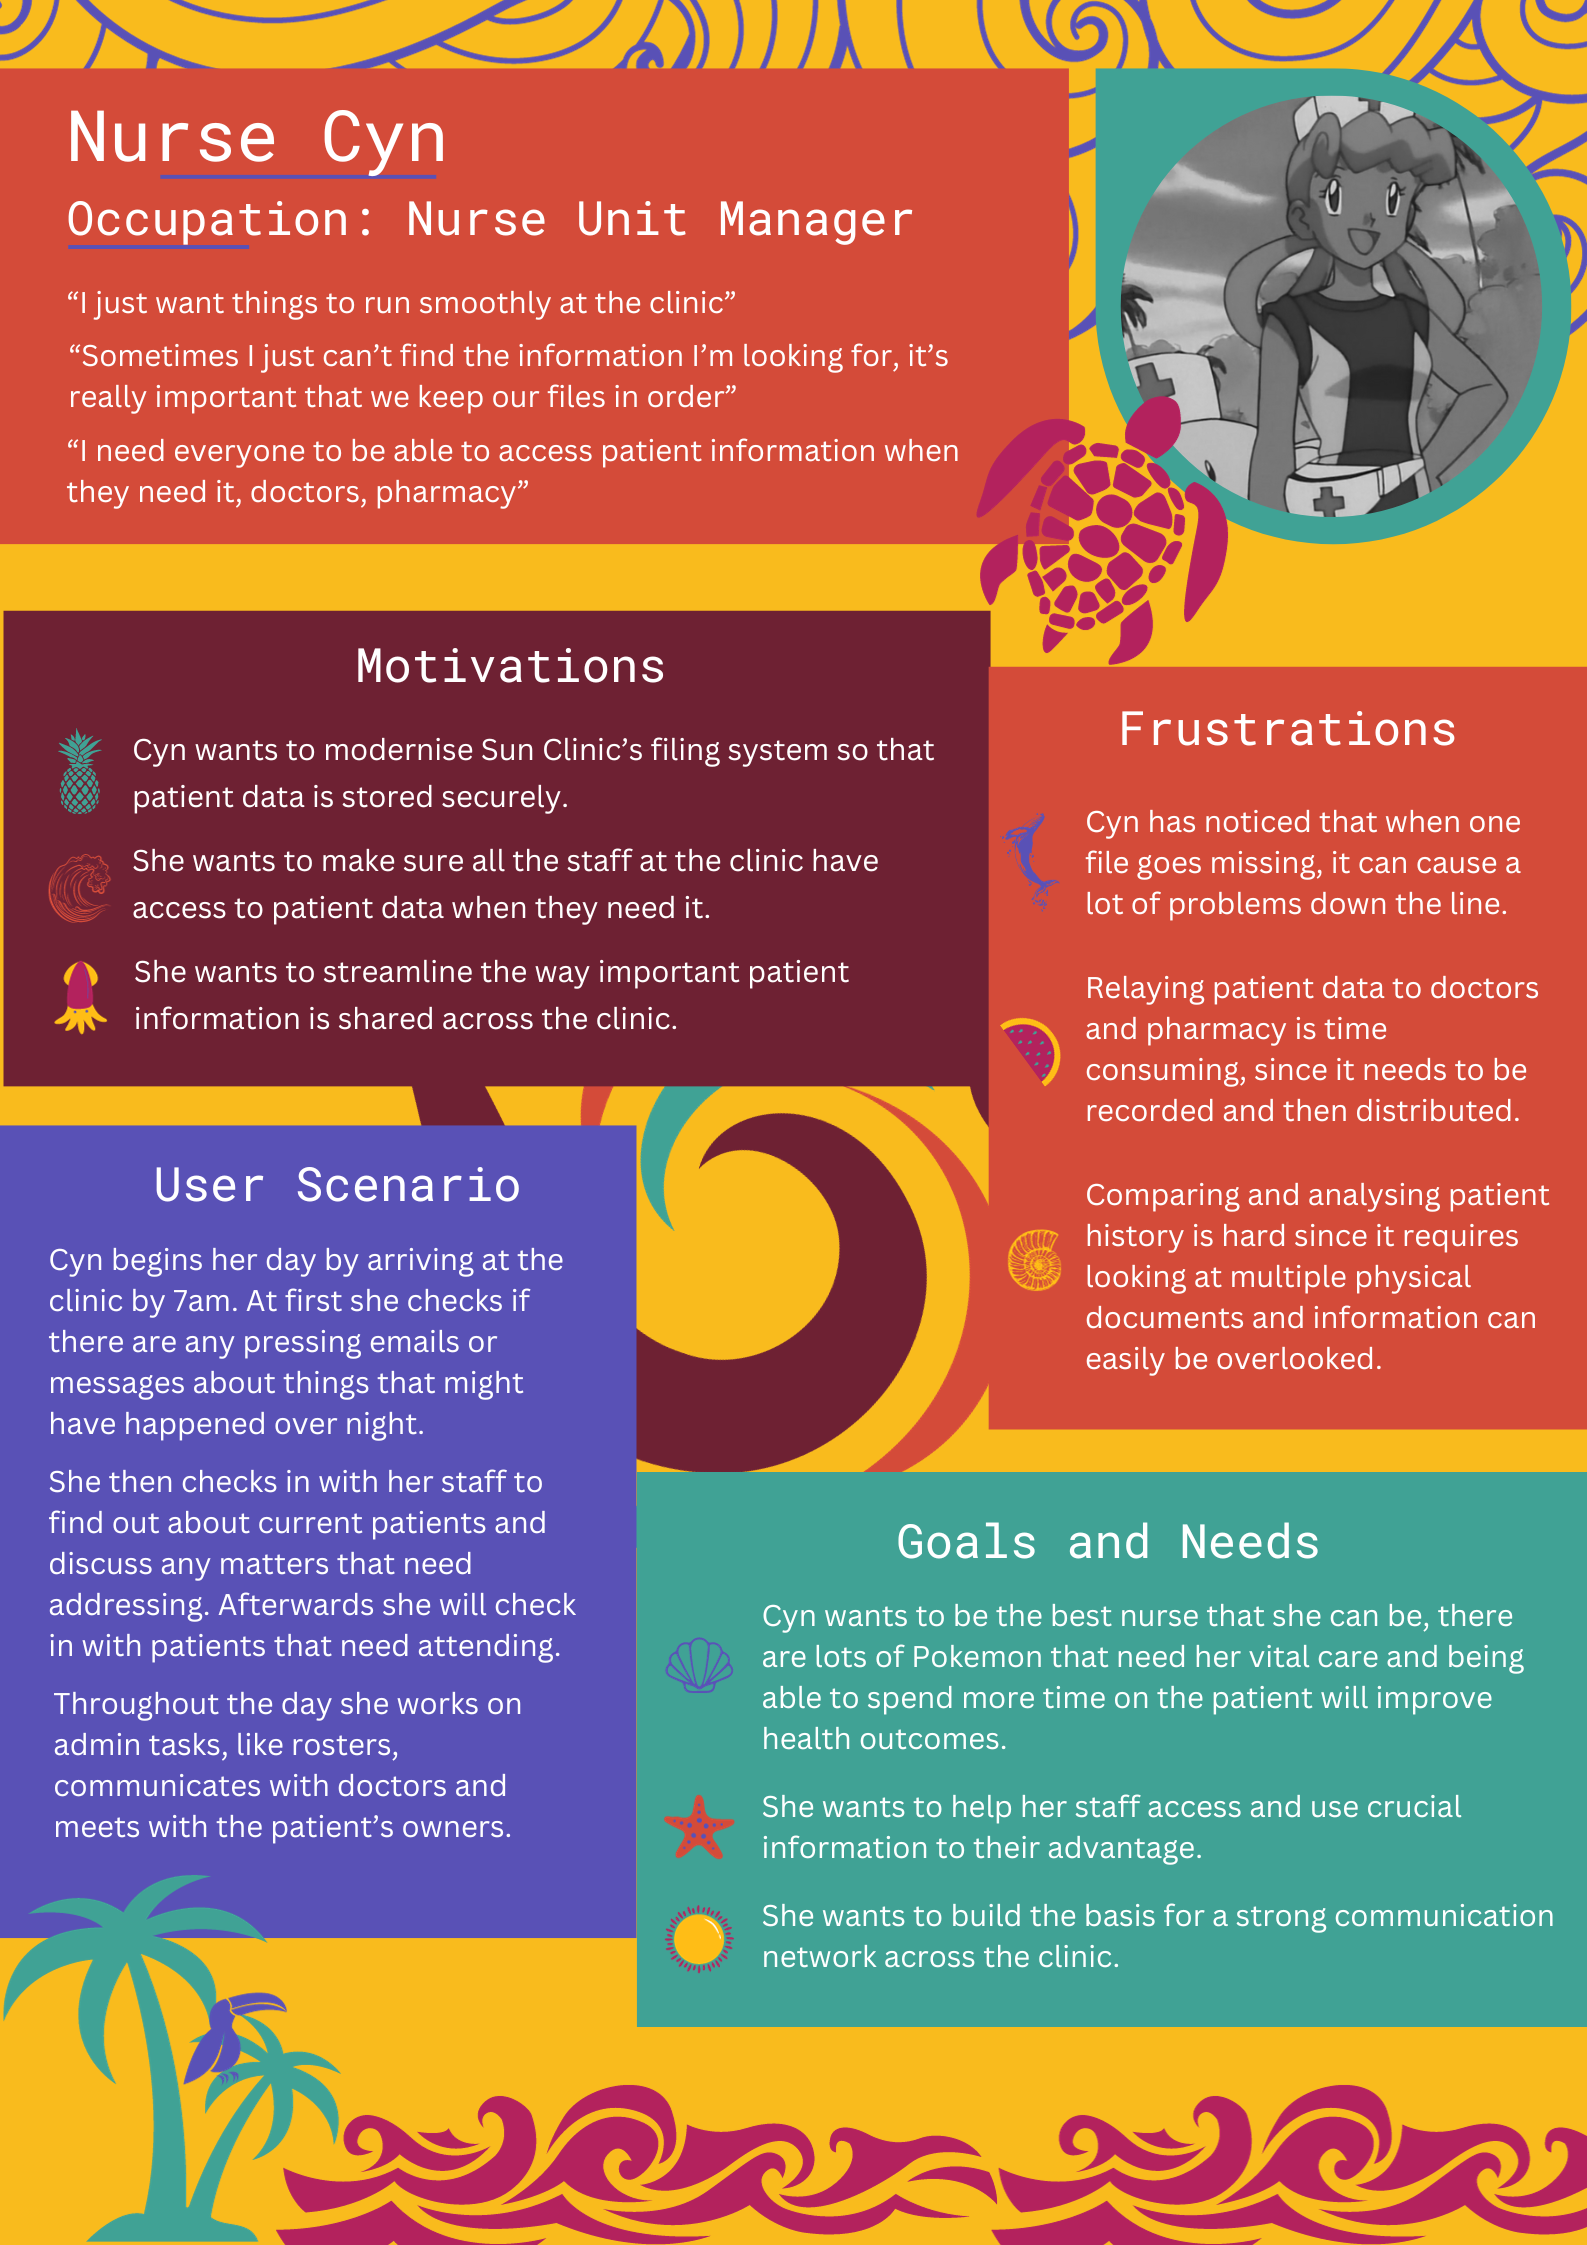 Nurse Cyn
Occupation: Nurse Unit Manager
“I just want things to run smoothly at the clinic”
“Sometimes I just can’t find the information I’m looking for, it’s
really important that we keep our files in order”
“I need everyone to be able to access patient information when
they need it, doctors, pharmacy”
Motivations
Cyn wants to modernise Sun Clinic’s filing system so that
patient data is stored securely.
She wants to make sure all the staff at the clinic have
access to patient data when they need it.
She wants to streamline the way important patient
information is shared across the clinic.
Frustrations
Cyn has noticed that when one
file goes missing, it can cause a
lot of problems down the line.
Relaying patient data to doctors
and pharmacy is time
consuming, since it needs to be
recorded and then distributed.
Comparing and analysing patient
history is hard since it requires
looking at multiple physical
documents and information can
easily be overlooked.
User Scenario
Cyn begins her day by arriving at the
clinic by 7am. At first she checks if
there are any pressing emails or
messages about things that might
have happened over night.
She then checks in with her staff to
find out about current patients and
discuss any matters that need
addressing. Afterwards she will check
in with patients that need attending.
Throughout the day she works on
admin tasks, like rosters,
communicates with doctors and
meets with the patient’s owners.
Goals and Needs
Cyn wants to be the best nurse that she can be, there
are lots of Pokemon that need her vital care and being
able to spend more time on the patient will improve
health outcomes.
She wants to help her staff access and use crucial
information to their advantage.
She wants to build the basis for a strong communication
network across the clinic.